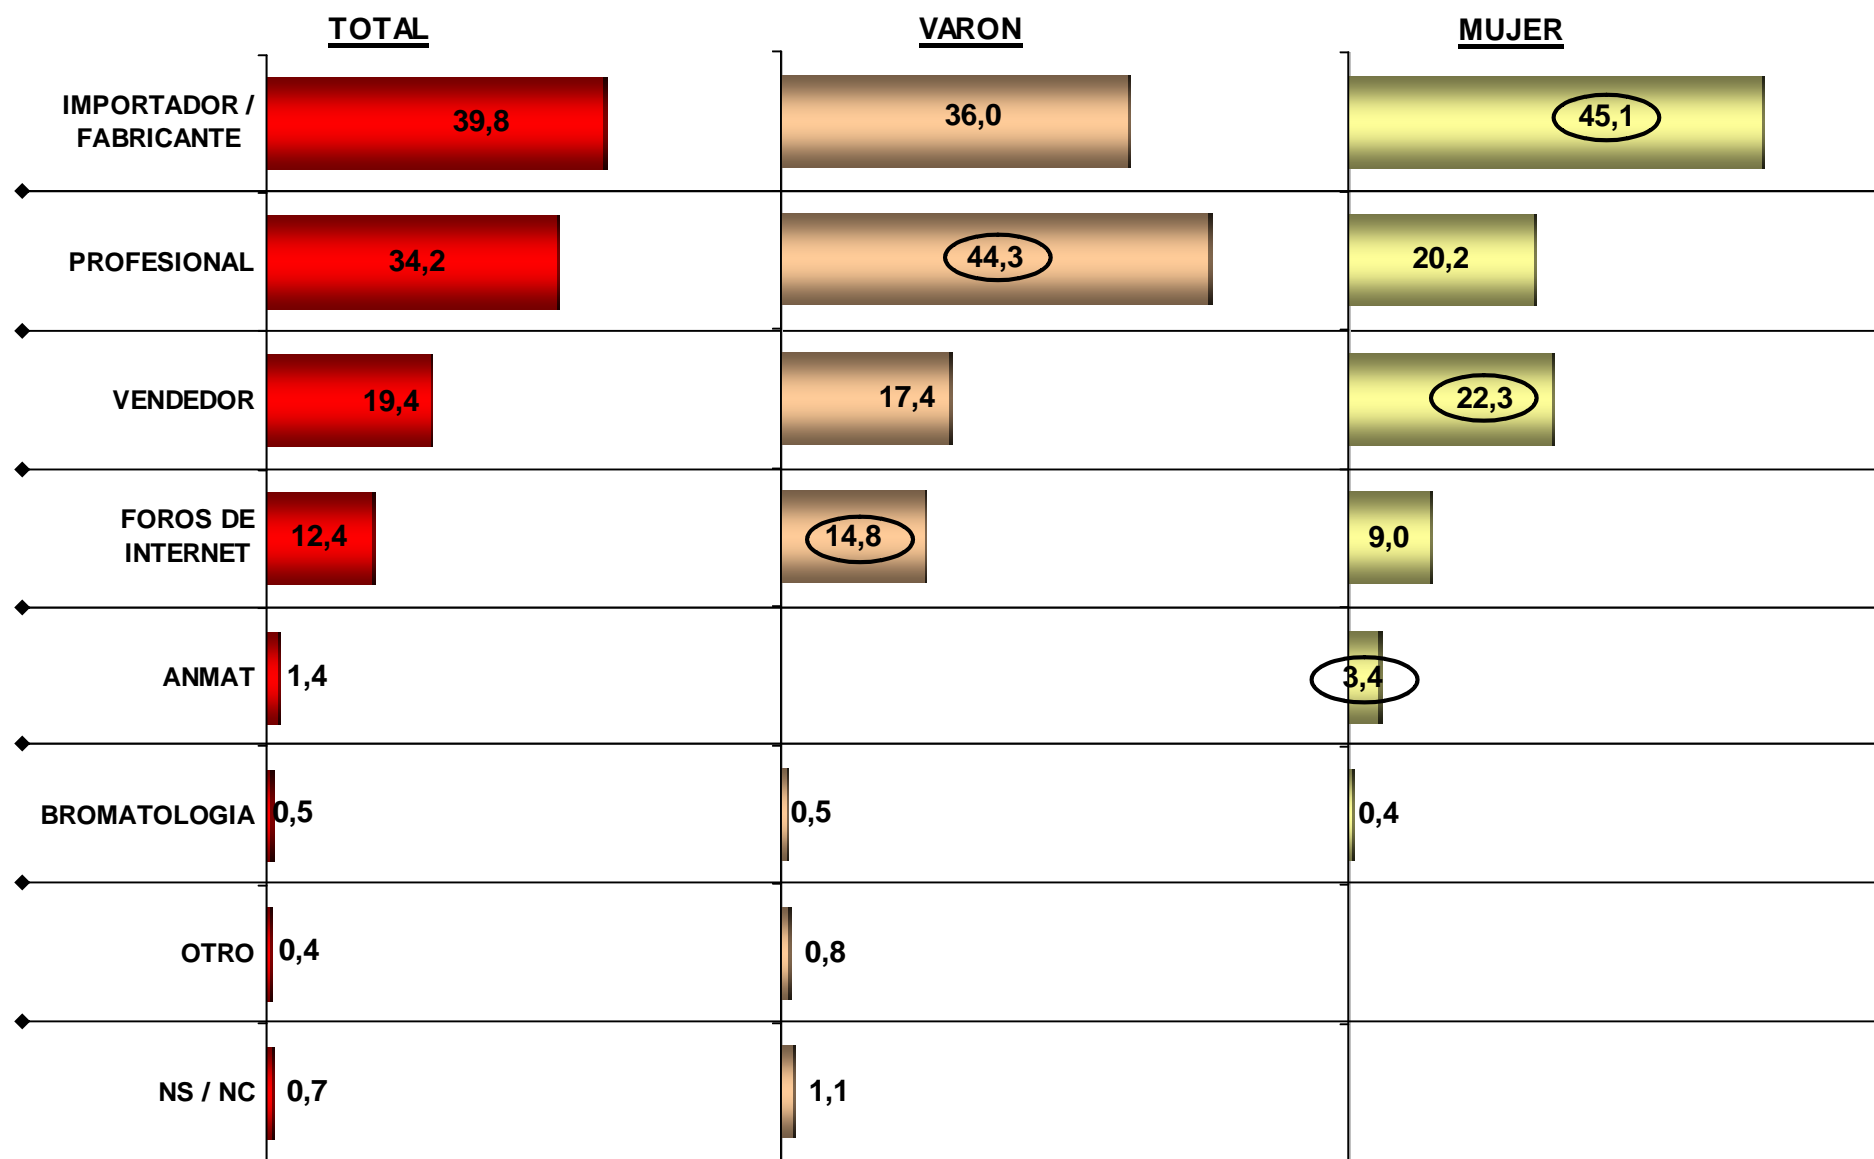 TOTAL VARON MUJER
IMPORTADOR /
FABRICANTE
39,8 36,0 45,1
PROFESIONAL 34,2 44,3 20,2
VENDEDOR 19,4 17,4 22,3
FOROS DE
INTERNET
12,4 14,8 9,0
ANMAT 1,4 3,4
BROMATOLOGIA 0,5 0,5 0,4
OTRO 0,4 0,8
NS / NC 0,7 1,1